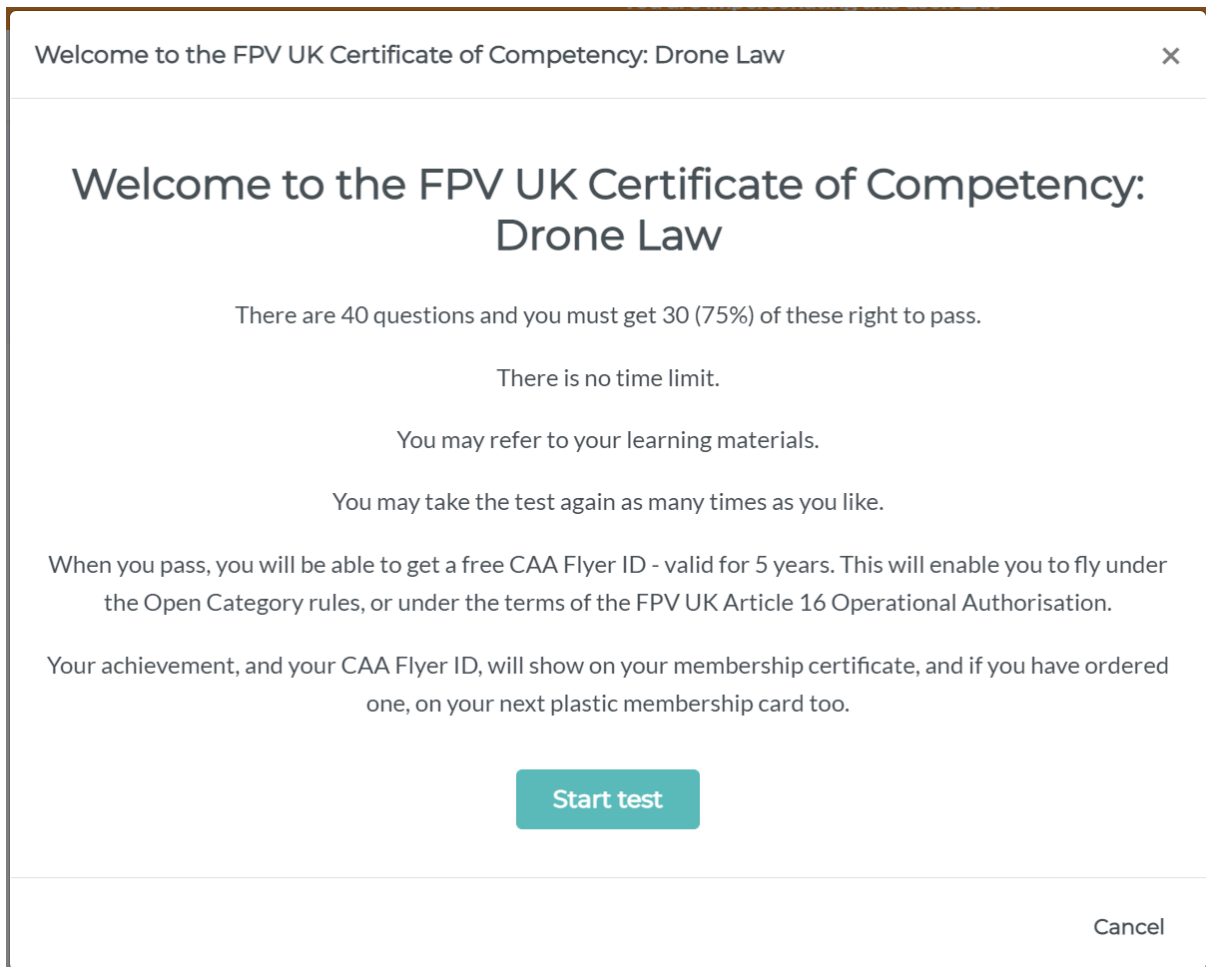 Welcome to the FPV UK Certificate of Competency: Drone Law
×
Welcome to the FPV UK Certificate of Competency:
Drone Law
There are 40 questions and you must get 30 (75%) of these right to pass.
There is no time limit.
You may refer to your learning materials.
You may take the test again as many times as you like.
When you pass, you will be able to get a free CAA Flyer ID - valid for 5 years. This will enable you to fly under
the Open Category rules, or under the terms of the FPV UK Article 16 Operational Authorisation.
Your achievement, and your CAA Flyer ID, will show on your membership certificate, and if you have ordered
one, on your next plastic membership card too.
Start test
Cancel